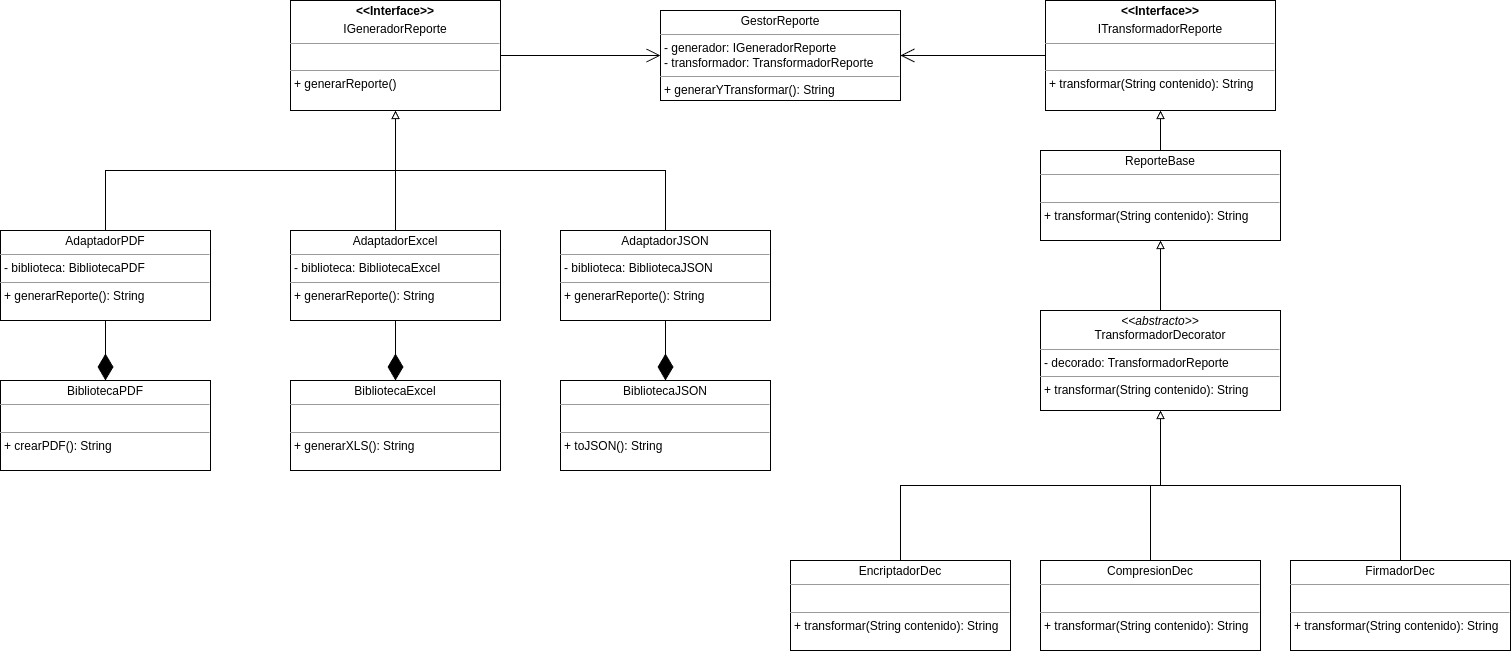 <<Interface>>
IGeneradorReporte
+ generarReporte()
GestorReporte
- generador: IGeneradorReporte
- transformador: TransformadorReporte
+ generarYTransformar(): String
<<Interface>>
ITransformadorReporte
+ transformar(String contenido): String
ReporteBase
+ transformar(String contenido): String
AdaptadorPDF
- biblioteca: BibliotecaPDF
+ generarReporte(): String
AdaptadorExcel
- biblioteca: BibliotecaExcel
+ generarReporte(): String
AdaptadorJSON
- biblioteca: BibliotecaJSON
+ generarReporte(): String
<<abstracto>>
TransformadorDecorator
- decorado: TransformadorReporte
+ transformar(String contenido): String
BibliotecaPDF
+ crearPDF(): String
BibliotecaExcel
+ generarXLS(): String
BibliotecaJSON
+ toJSON(): String
EncriptadorDec
+ transformar(String contenido): String
CompresionDec
+ transformar(String contenido): String
FirmadorDec
+ transformar(String contenido): String